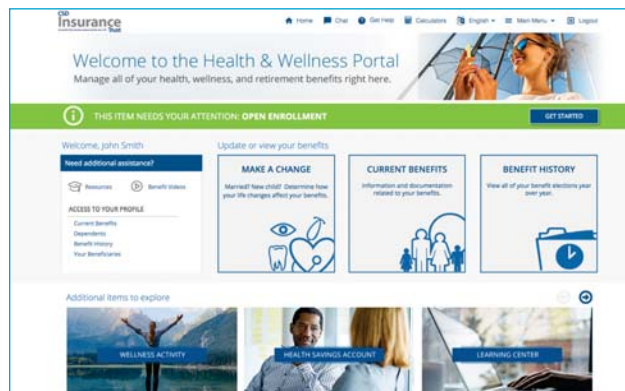 CSD
Insurance
Trust
Home Chat Get Help Calculators English Main Menu Logout
Welcome to the Health & Wellness Portal
Manage all of your health, wellness, and retirement benefits right here.
THIS ITEM NEEDS YOUR ATTENTION: OPEN ENROLLMENT
GET STARTED
Welcome, John Smith
Update or view your benefits
Need additional assistance?
Resources Benefit Videos
ACCESS TO YOUR PROFILE
Current Benefits
Dependents
Benefit History
Your Beneficiaries
MAKE A CHANGE
Married? New child? Determine how
your life changes affect your benefits.
CURRENT BENEFITS
Information and documentation
related to your benefits.
BENEFIT HISTORY
View all of your benefit elections year
over year.
Additional items to explore
WELLNESS ACTIVITY
HEALTH SAVINGS ACCOUNT
LEARNING CENTER